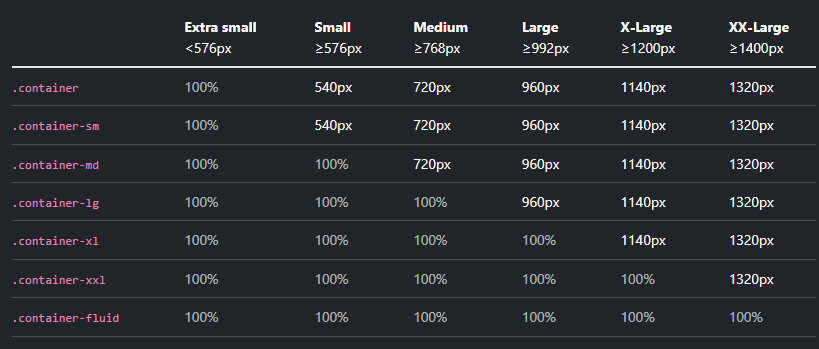 Extra small Small Medium Large X-Large XX-Large
<576px ≥576px ≥768px ≥992px ≥1200px ≥1400px
.container 100% 540px 720px 960px 1140px 1320px
.container-sm 100% 540px 720px 960px 1140px 1320px
.container-md 100% 100% 720px 960px 1140px 1320px
.container-lg 100% 100% 100% 960px 1140px 1320px
.container-xl 100% 100% 100% 100% 1140px 1320px
.container-xxl 100% 100% 100% 100% 100% 1320px
.container-fluid 100% 100% 100% 100% 100% 100%